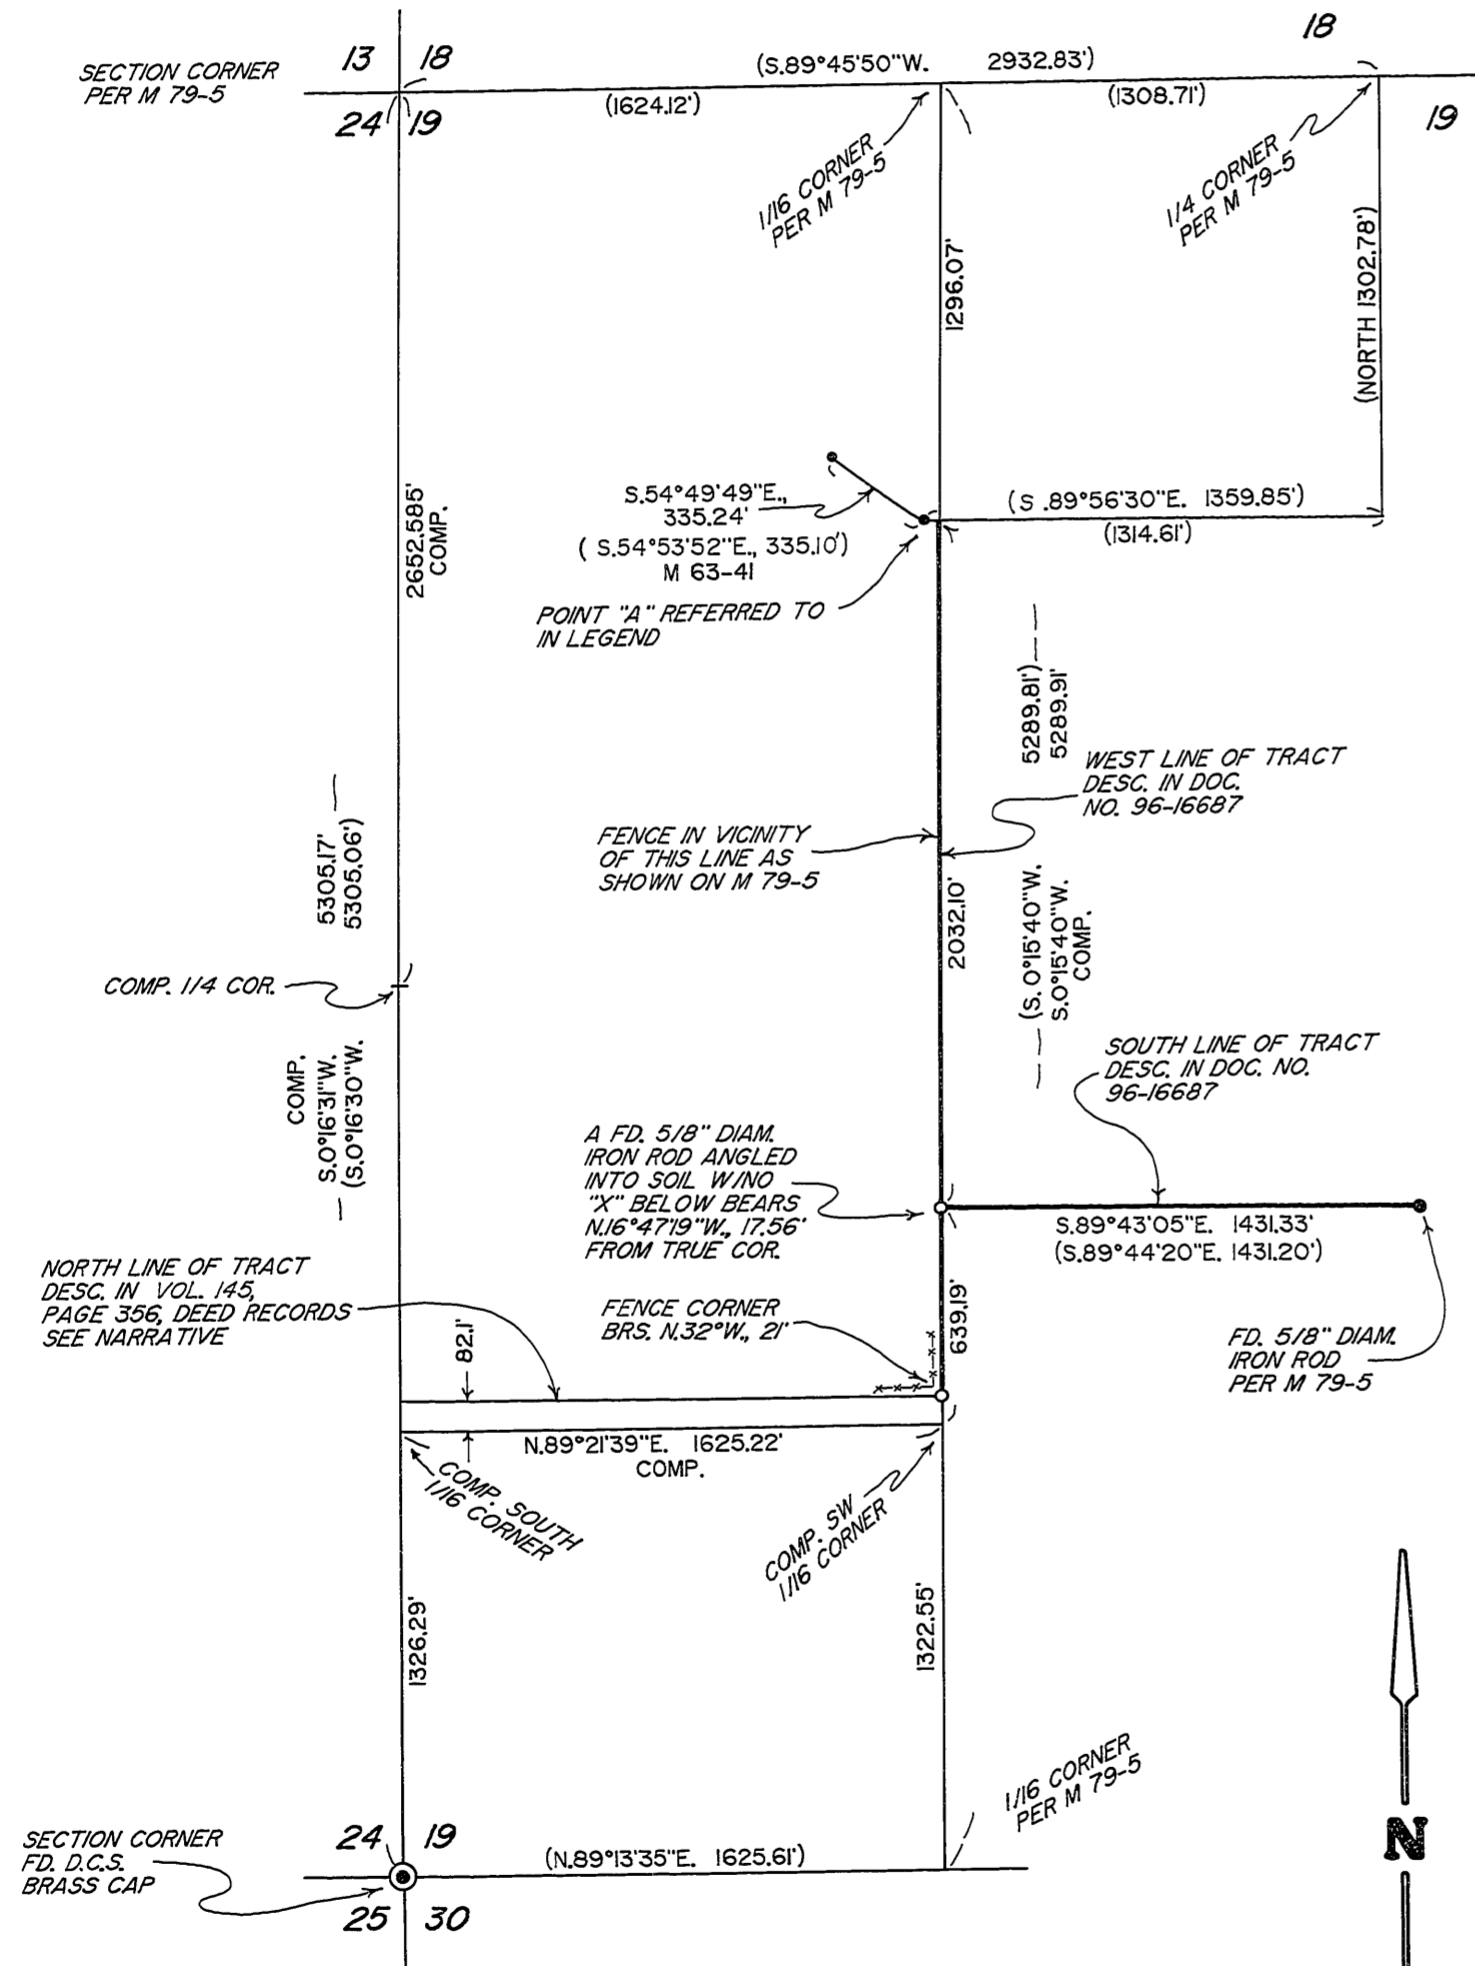 18
13 18
(S.89°45'50"W. 2932.83')
SECTION CORNER
PER M 79-5
(1624.12')
(1308.71')
24 19
19
1/16 CORNER
PER M 79-5
1/4 CORNER
PER M 79-5
1296.07'
(NORTH 1302.78')
2652.585'
COMP.
S.54°49'49"E.,
335.24'
( S.54°53'52"E., 335.10')
M 63-41
(S .89°56'30"E. 1359.85')
(1314.61')
POINT "A" REFERRED TO
IN LEGEND
5289.81')
5289.91'
WEST LINE OF TRACT
DESC. IN DOC.
NO. 96-16687
FENCE IN VICINITY
OF THIS LINE AS
SHOWN ON M 79-5
5305.17'
5305.06')
2032.10'
(S. 0°15'40"W.
S.0°15'40"W.
COMP.
COMP. 1/4 COR.
COMP.
S.0°16'31"W.
(S.0°16'30"W.
SOUTH LINE OF TRACT
DESC. IN DOC. NO.
96-16687
A FD. 5/8" DIAM.
IRON ROD ANGLED
INTO SOIL W/NO
"X" BELOW BEARS
N.16°47'19"W., 17.56'
FROM TRUE COR.
S.89°43'05"E. 1431.33'
(S.89°44'20"E. 1431.20')
NORTH LINE OF TRACT
DESC. IN VOL. 145,
PAGE 356, DEED RECORDS
SEE NARRATIVE
FENCE CORNER
BRS. N.32°W., 21'
82.1'
639.19'
FD. 5/8" DIAM.
IRON ROD
PER M 79-5
N.89°21'39"E. 1625.22'
COMP.
COMP. SOUTH
1/16 CORNER
COMP. SW
1/16 CORNER
1326.29'
1322.55'
1/16 CORNER
PER M 79-5
SECTION CORNER
FD. D.C.S.
BRASS CAP
24 19
(N.89°13'35"E. 1625.61')
25 30
N